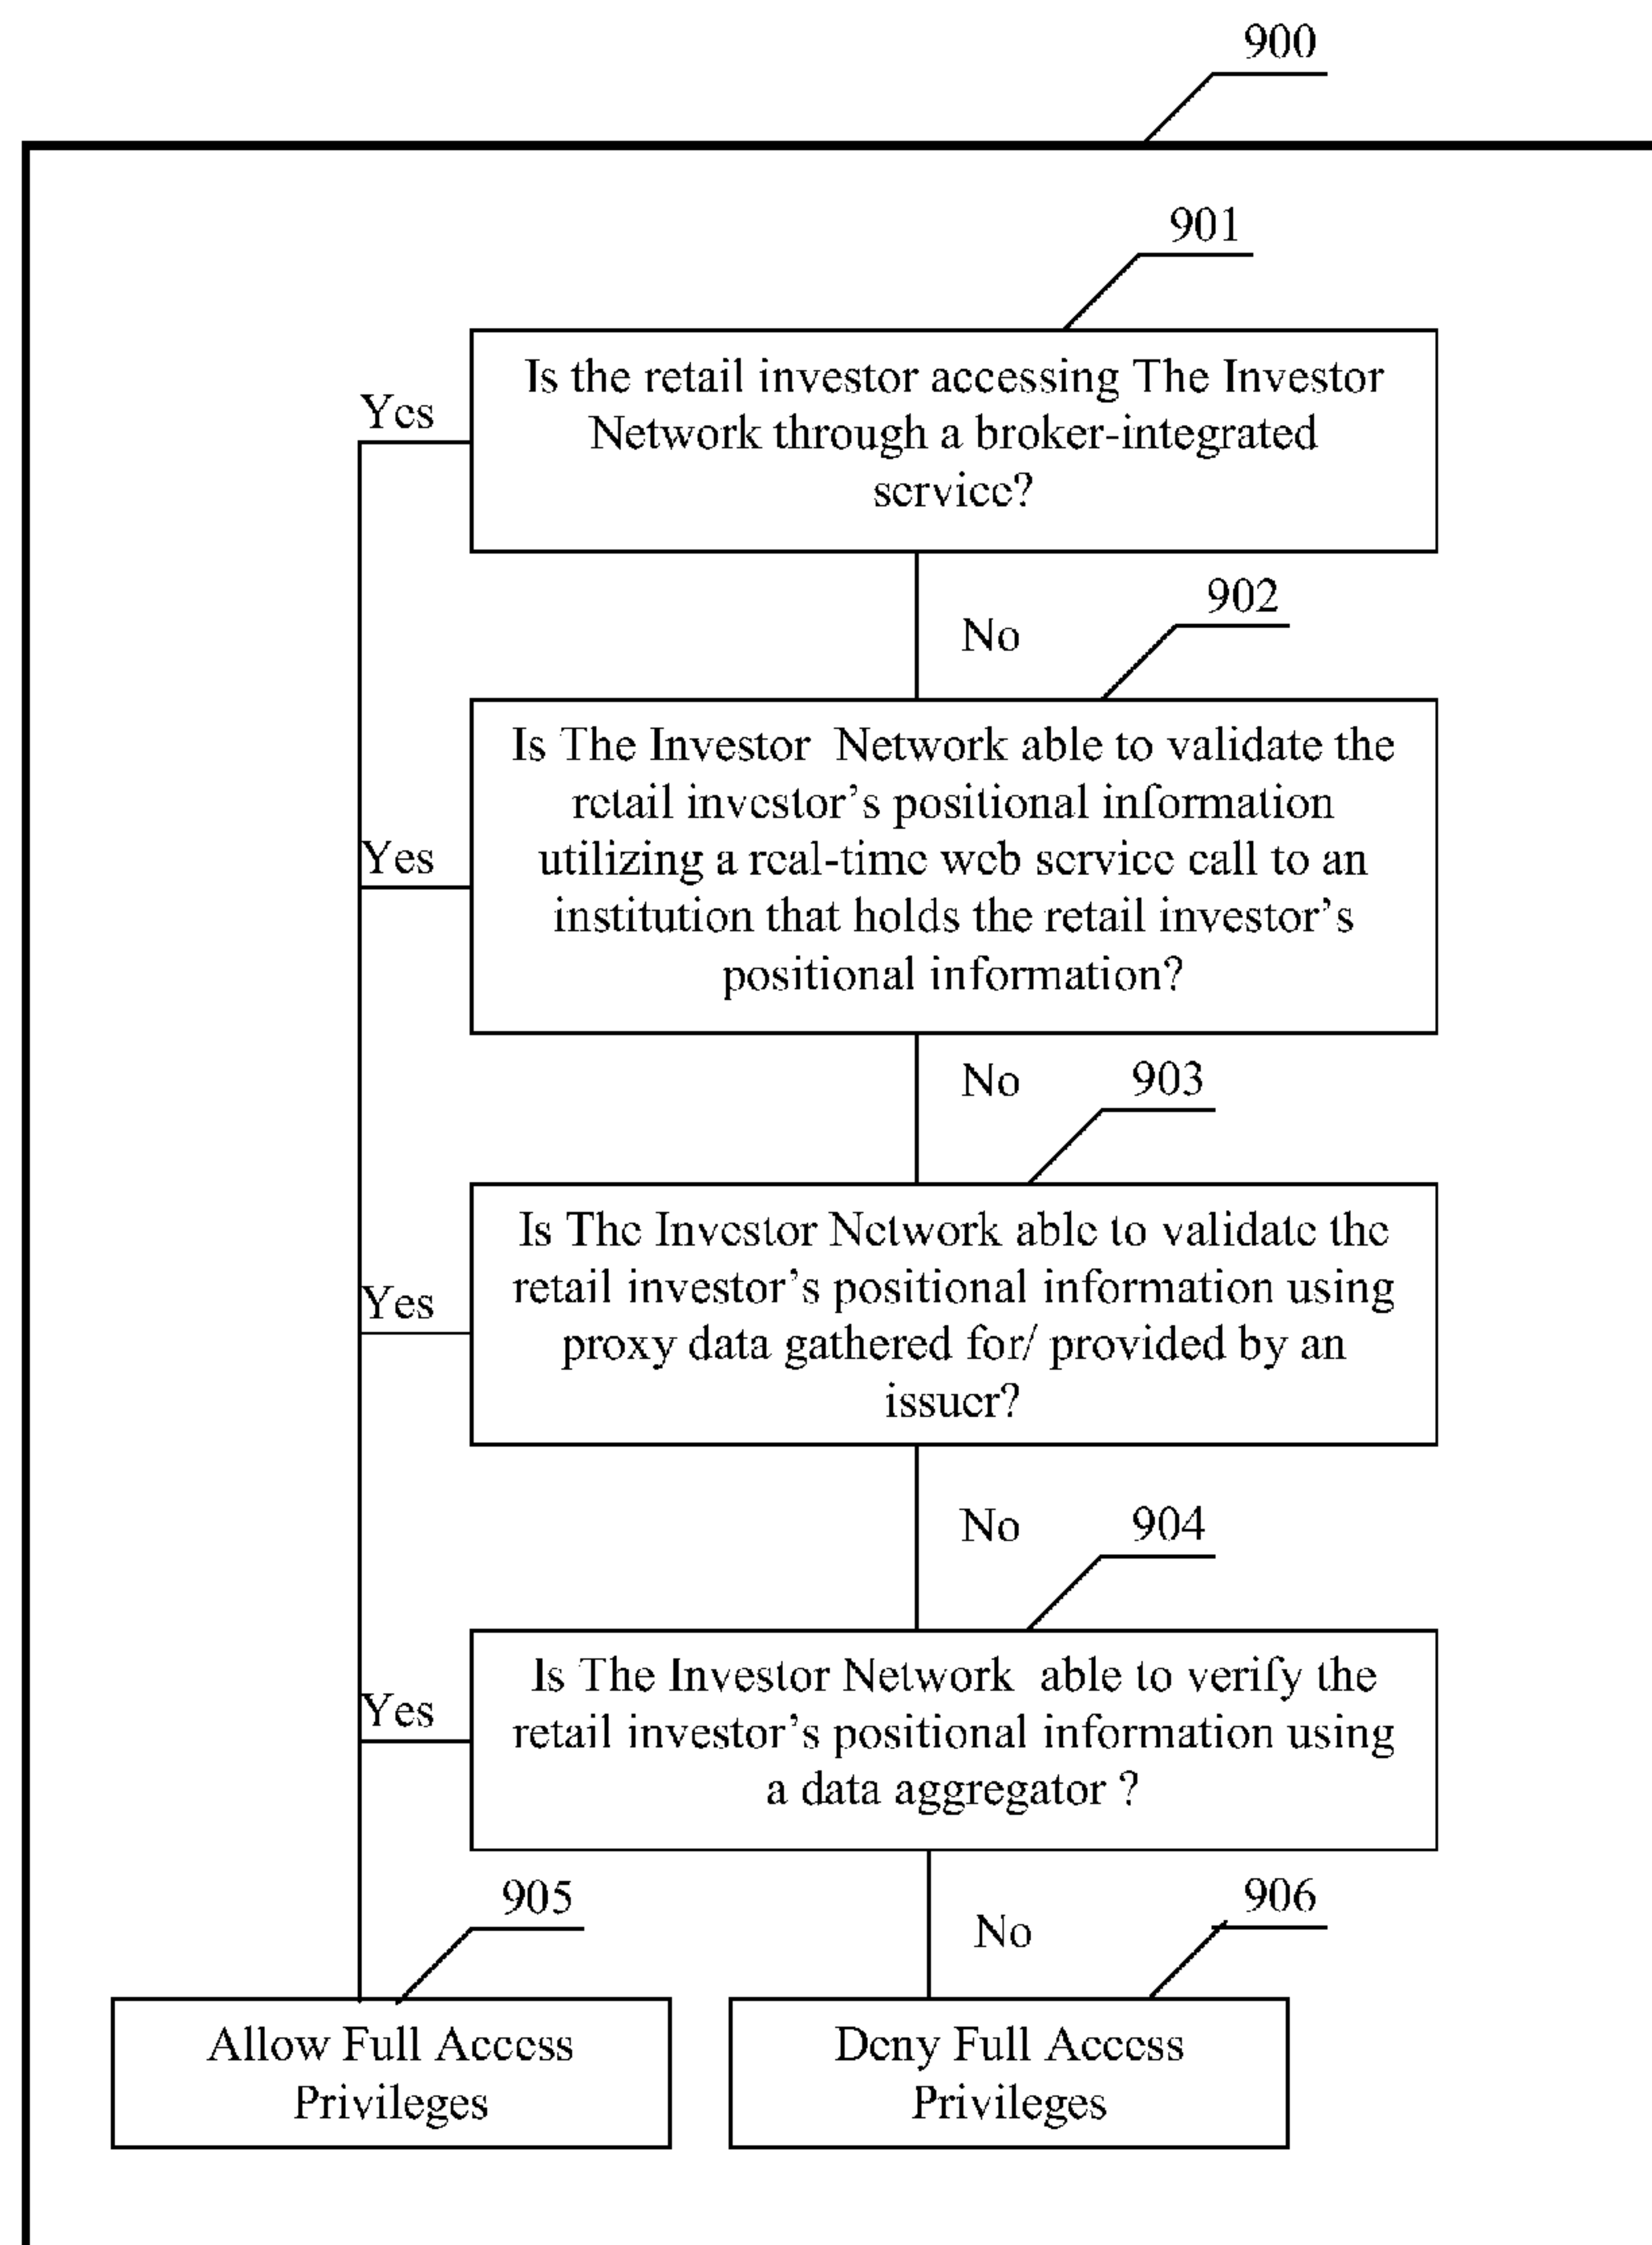 900
901
Is the retail investor accessing The Investor
Network through a broker-integrated
service?
Yes
No
902
Is The Investor Network able to validate the
retail investor's positional information
utilizing a real-time web service call to an
institution that holds the retail investor's
positional information?
Yes
No
903
Is The Investor Network able to validate the
retail investor's positional information using
proxy data gathered for/ provided by an
issuer?
Yes
No
904
Is The Investor Network able to verify the
retail investor's positional information using
a data aggregator ?
Yes
No
905
906
Allow Full Access
Privileges
Deny Full Access
Privileges